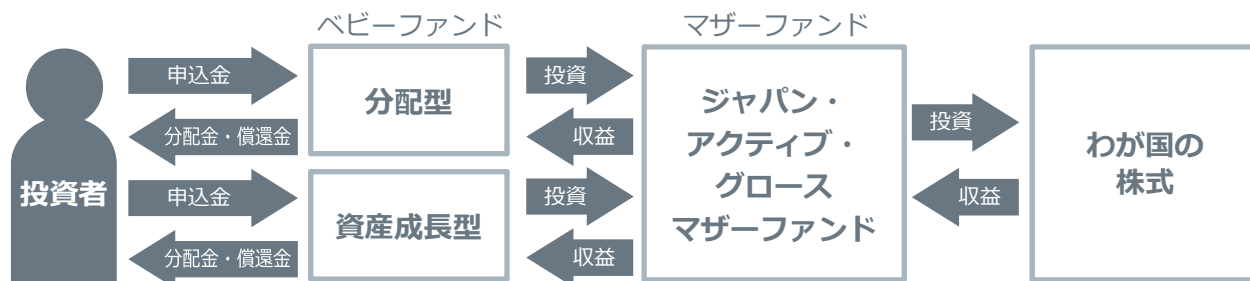 ベビーファンド
マザーファンド
投資者
申込金
分配金・償還金
申込金
分配金・償還金
分配型
資産成長型
投資
収益
投資
収益
ジャパン・
アクティブ・
グロース
マザーファンド
投資
収益
わが国の
株式